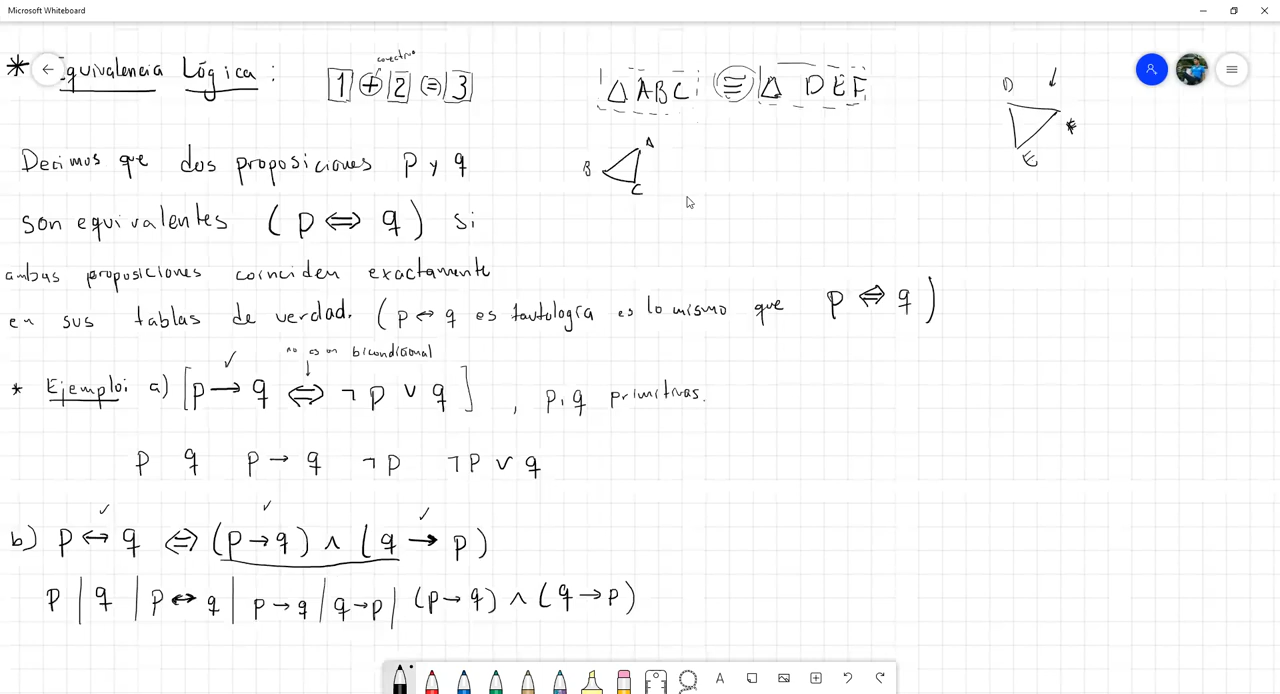 Microsoft Whiteboard
* Equivalencia Lógica : 1 + 2 = 3 △ ABC ≡ △ DEF
conectivo
D E
A
B
C
Decimos que dos proposiciones p y q
son equivalentes ( p ⇔ q ) si
ambas proposiciones coinciden exactamente
en sus tablas de verdad. ( p ↔ q es tautología es lo mismo que p ⇔ q )
no es un bicondicional
* Ejemplo: a) [ p → q ⇔ ¬ p ∨ q ] , p, q primitivas.
p q p → q ¬ p ¬ p ∨ q
b) p ↔ q ⇔ ( p → q ) ∧ ( q → p )
p | q | p ↔ q | p → q | q → p | ( p → q ) ∧ ( q → p )